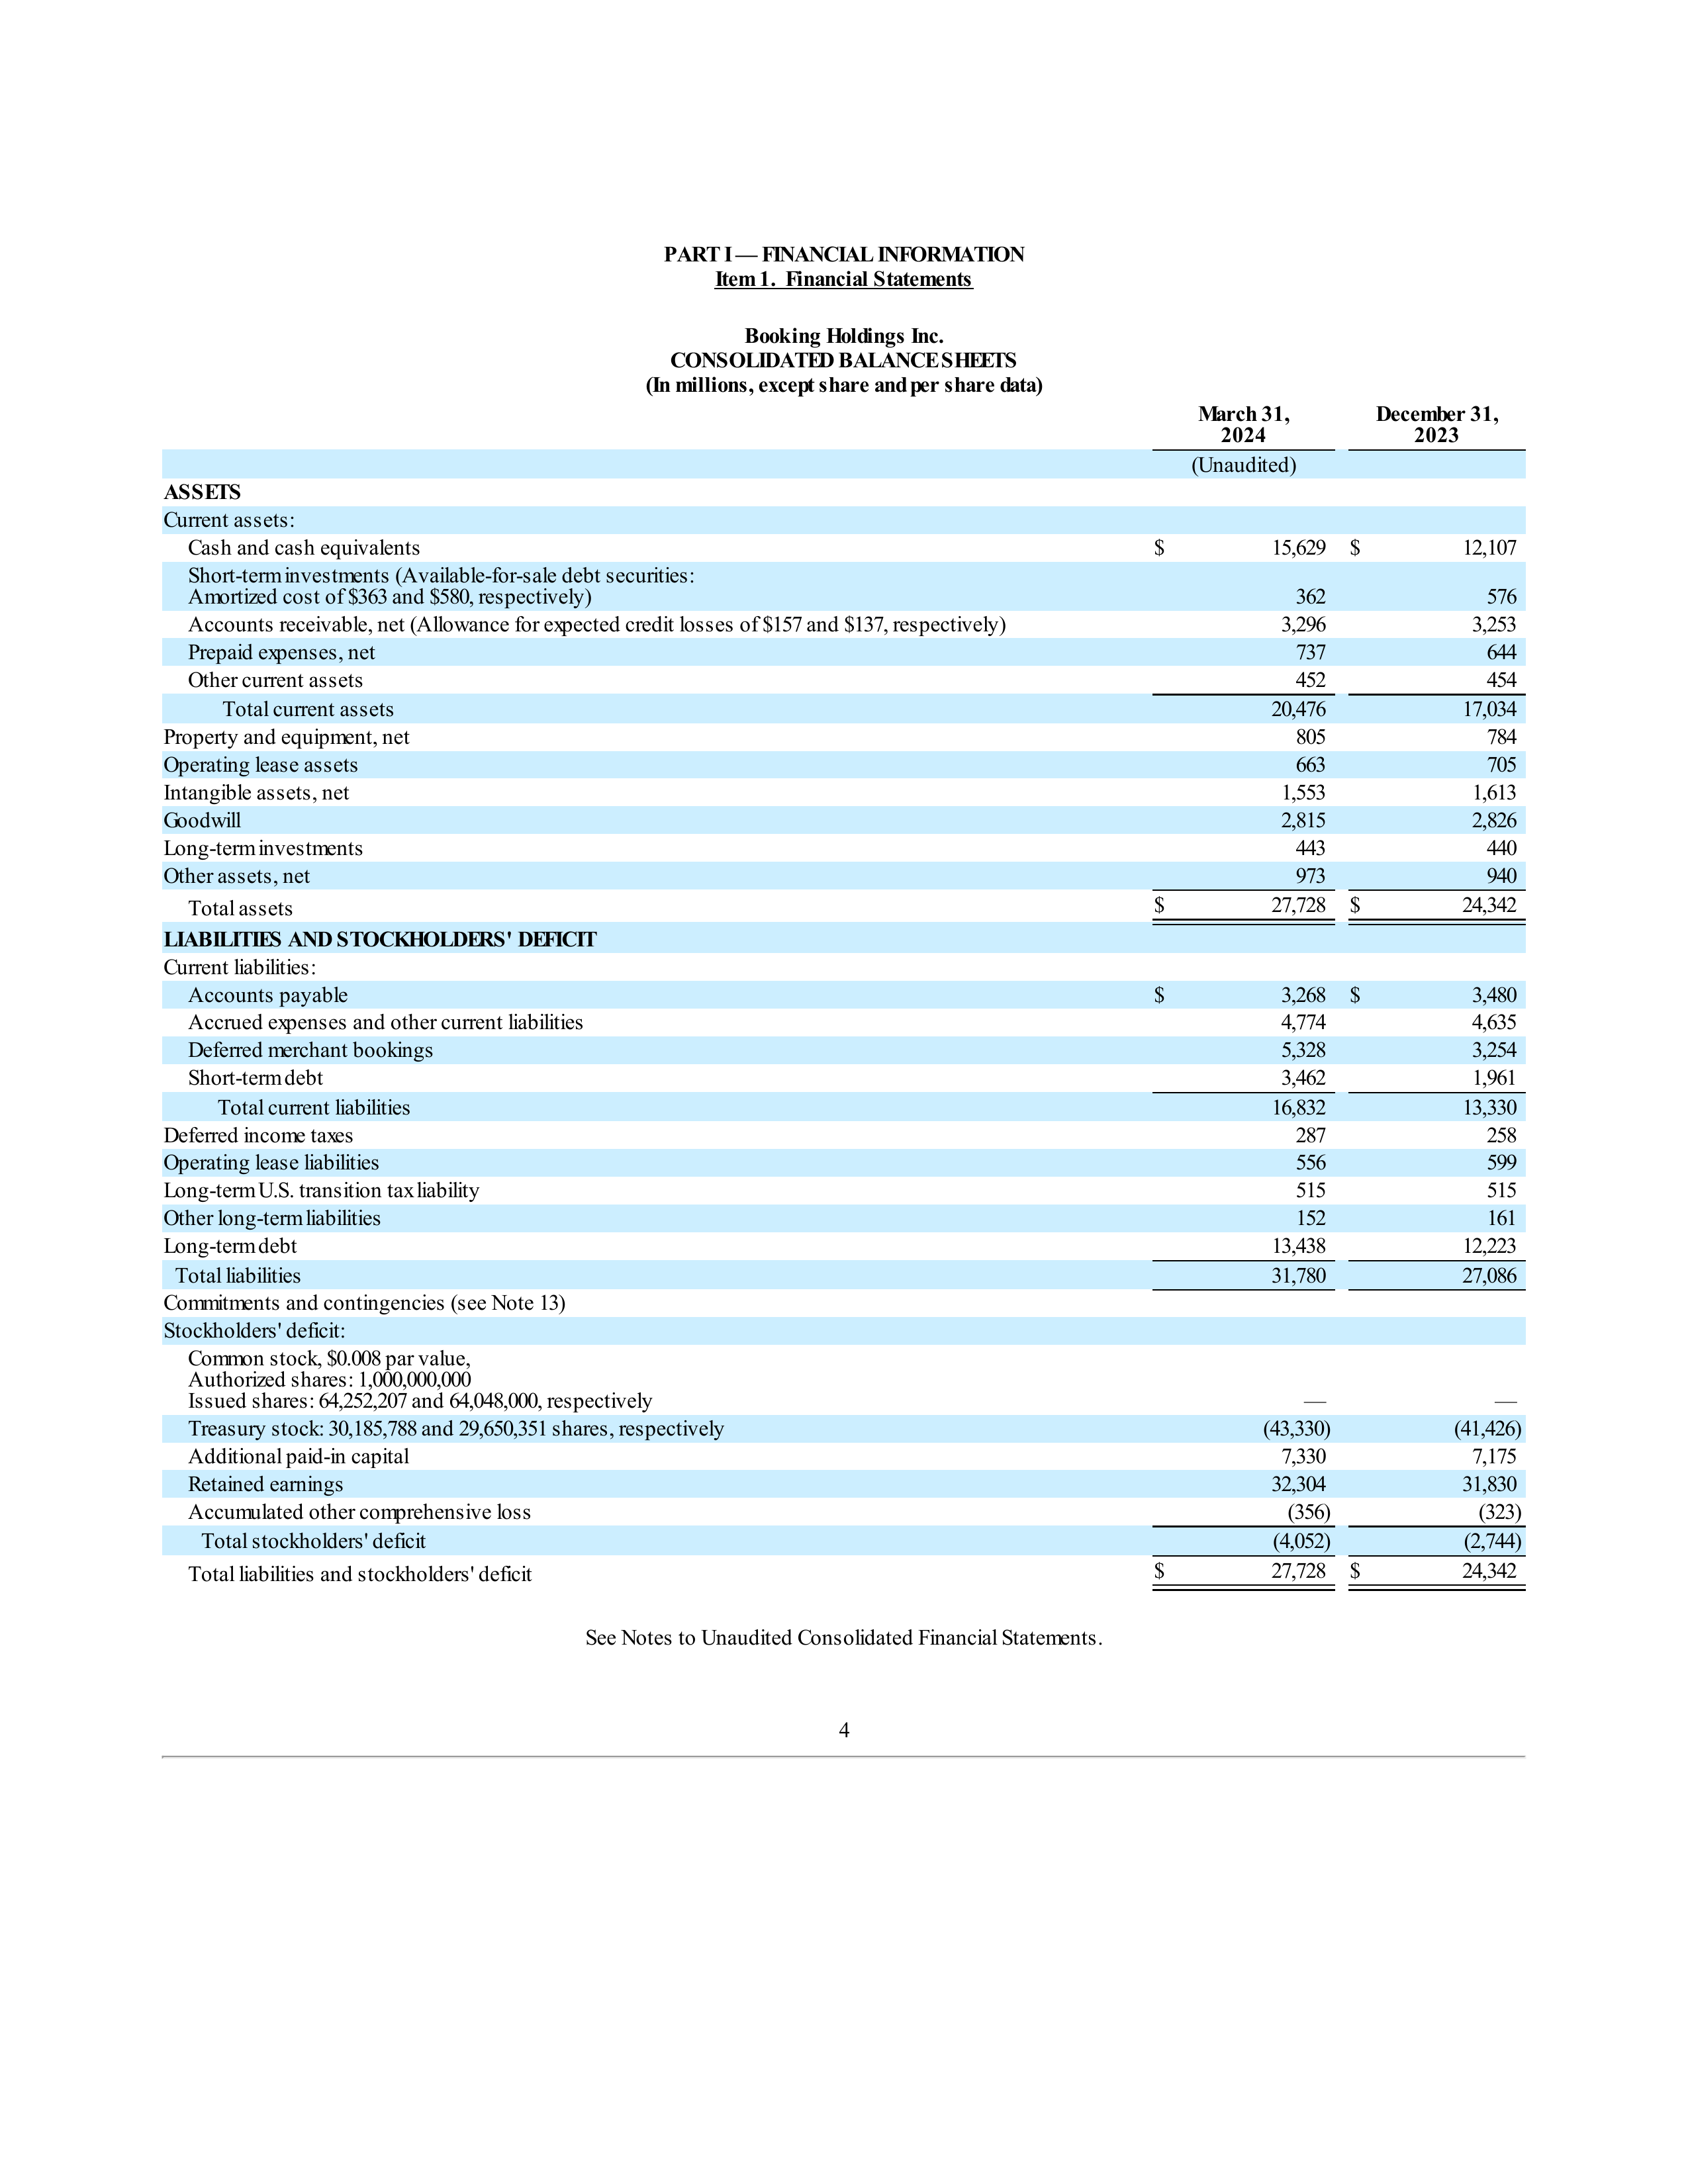 PART I — FINANCIAL INFORMATION
Item 1. Financial Statements
Booking Holdings Inc.
CONSOLIDATED BALANCE SHEETS
(In millions, except share and per share data)
March 31, 2024 December 31, 2023
(Unaudited)
ASSETS
Current assets:
Cash and cash equivalents $ 15,629 $ 12,107
Short-term investments (Available-for-sale debt securities:
Amortized cost of $363 and $580, respectively) 362 576
Accounts receivable, net (Allowance for expected credit losses of $157 and $137, respectively) 3,296 3,253
Prepaid expenses, net 737 644
Other current assets 452 454
Total current assets 20,476 17,034
Property and equipment, net 805 784
Operating lease assets 663 705
Intangible assets, net 1,553 1,613
Goodwill 2,815 2,826
Long-term investments 443 440
Other assets, net 973 940
Total assets $ 27,728 $ 24,342
LIABILITIES AND STOCKHOLDERS' DEFICIT
Current liabilities:
Accounts payable $ 3,268 $ 3,480
Accrued expenses and other current liabilities 4,774 4,635
Deferred merchant bookings 5,328 3,254
Short-term debt 3,462 1,961
Total current liabilities 16,832 13,330
Deferred income taxes 287 258
Operating lease liabilities 556 599
Long-term U.S. transition tax liability 515 515
Other long-term liabilities 152 161
Long-term debt 13,438 12,223
Total liabilities 31,780 27,086
Commitments and contingencies (see Note 13)
Stockholders' deficit:
Common stock, $0.008 par value,
Authorized shares: 1,000,000,000
Issued shares: 64,252,207 and 64,048,000, respectively — —
Treasury stock: 30,185,788 and 29,650,351 shares, respectively (43,330) (41,426)
Additional paid-in capital 7,330 7,175
Retained earnings 32,304 31,830
Accumulated other comprehensive loss (356) (323)
Total stockholders' deficit (4,052) (2,744)
Total liabilities and stockholders' deficit $ 27,728 $ 24,342
See Notes to Unaudited Consolidated Financial Statements.
4